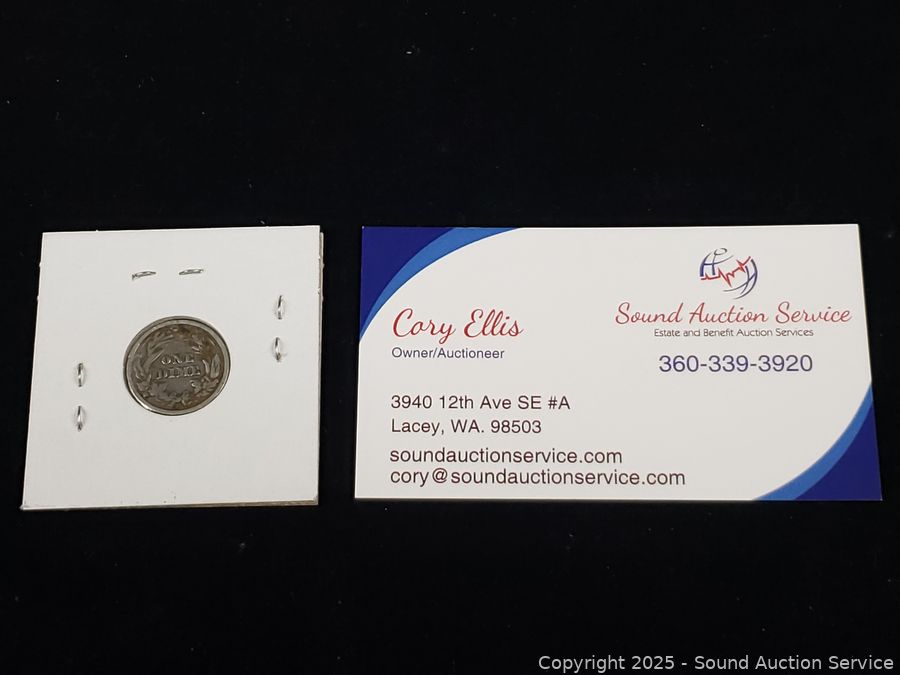 ONE
DIME
Cory Ellis
Owner/Auctioneer
3940 12th Ave SE #A
Lacey, WA. 98503
soundauctionservice.com
cory@soundauctionservice.com
Sound Auction Service
Estate and Benefit Auction Services
360-339-3920
Copyright 2025 - Sound Auction Service